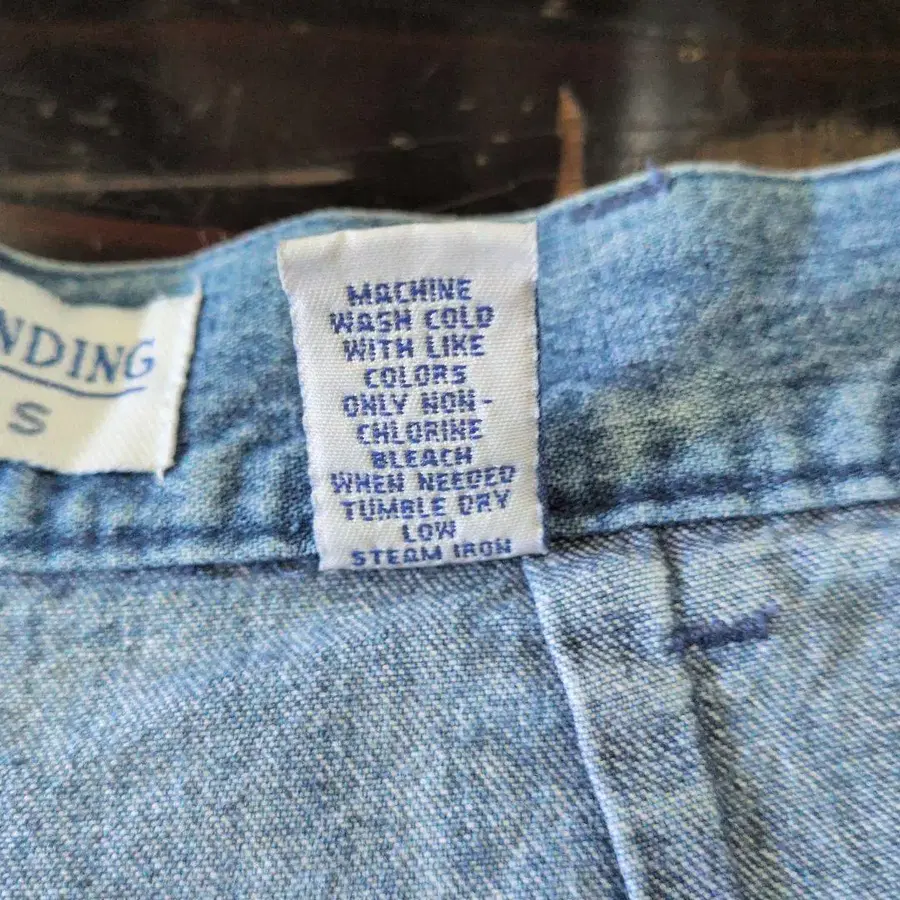 NDING
S
MACHINE
WASH COLD
WITH LIKE
COLORS
ONLY NON-
CHLORINE
BLEACH
WHEN NEEDED
TUMBLE DRY
LOW
STEAM IRON